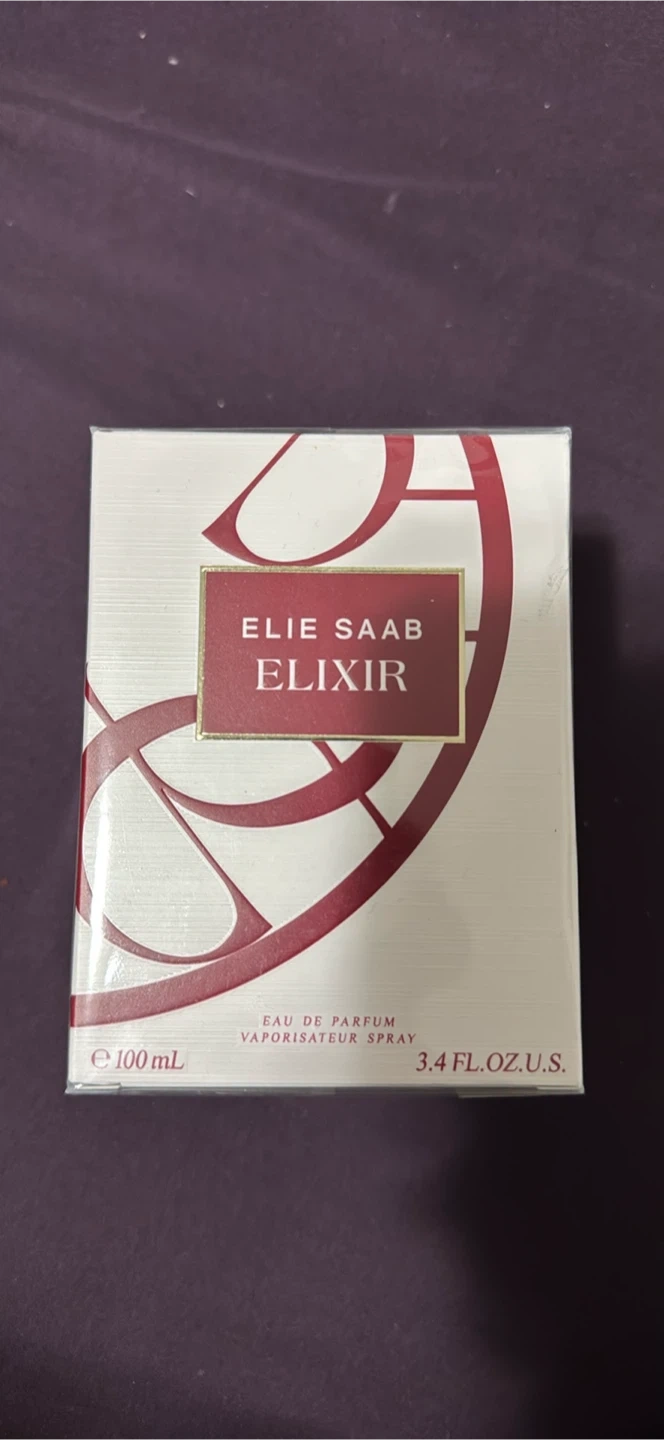 ELIE SAAB
ELIXIR
EAU DE PARFUM
VAPORISATEUR SPRAY
℮ 100 mL 3.4 FL.OZ.U.S.